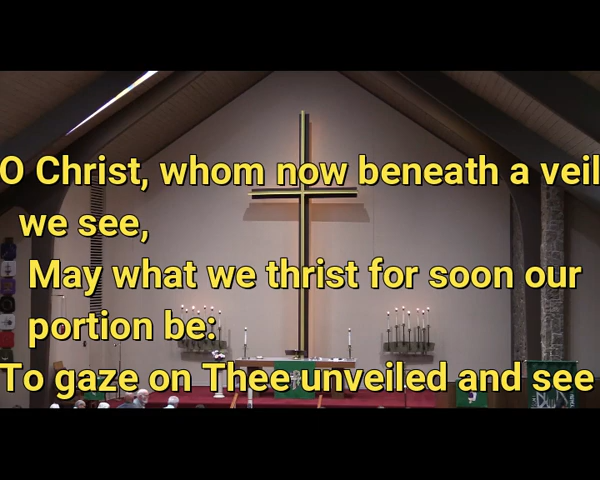 O Christ, whom now beneath a veil
we see,
May what we thrist for soon our
portion be:
To gaze on Thee unveiled and see